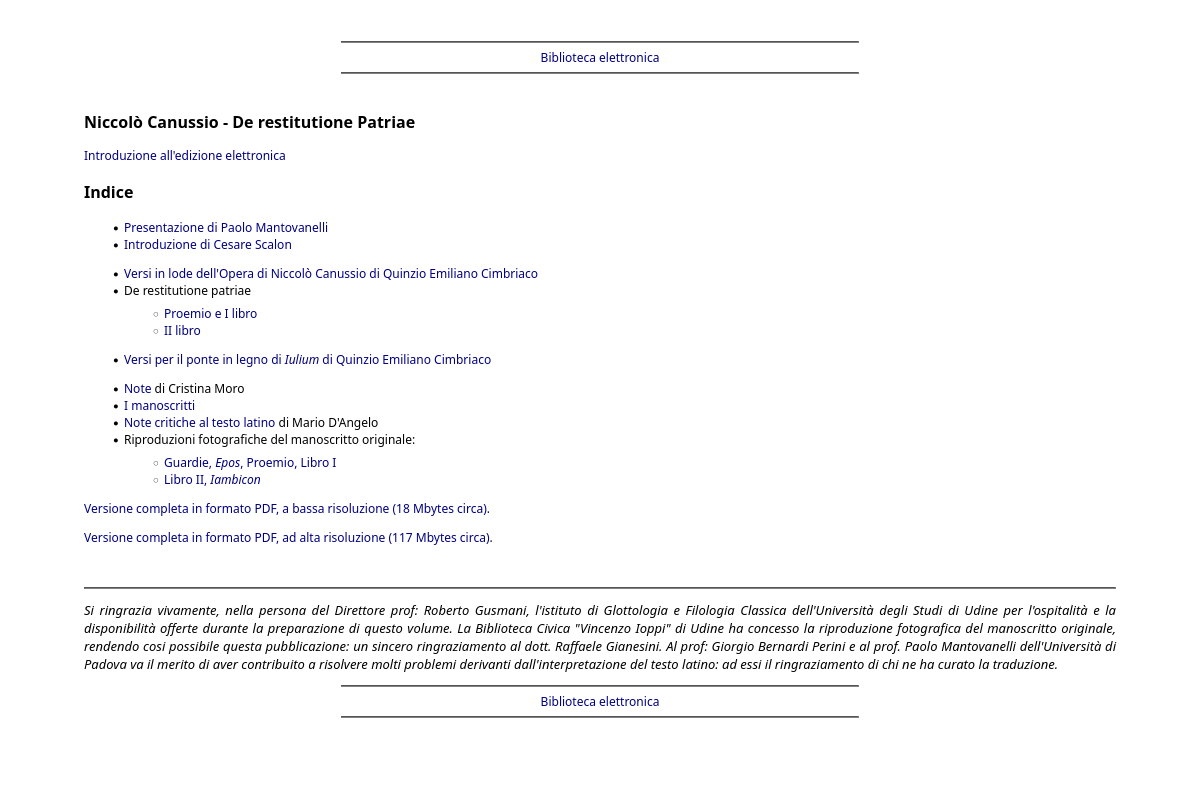 Biblioteca elettronica
Niccolò Canussio - De restitutione Patriae
Introduzione all'edizione elettronica
Indice
• Presentazione di Paolo Mantovanelli
• Introduzione di Cesare Scalon
• Versi in lode dell'Opera di Niccolò Canussio di Quinzio Emiliano Cimbriaco
• De restitutione patriae
○ Proemio e I libro
○ II libro
• Versi per il ponte in legno di Iulium di Quinzio Emiliano Cimbriaco
• Note di Cristina Moro
• I manoscritti
• Note critiche al testo latino di Mario D'Angelo
• Riproduzioni fotografiche del manoscritto originale:
○ Guardie, Epos, Proemio, Libro I
○ Libro II, Iambicon
Versione completa in formato PDF, a bassa risoluzione (18 Mbytes circa).
Versione completa in formato PDF, ad alta risoluzione (117 Mbytes circa).
Si ringrazia vivamente, nella persona del Direttore prof: Roberto Gusmani, l'istituto di Glottologia e Filologia Classica dell'Università degli Studi di Udine per l'ospitalità e la
disponibilità offerte durante la preparazione di questo volume. La Biblioteca Civica "Vincenzo Ioppi" di Udine ha concesso la riproduzione fotografica del manoscritto originale,
rendendo cosi possibile questa pubblicazione: un sincero ringraziamento al dott. Raffaele Gianesini. Al prof: Giorgio Bernardi Perini e al prof. Paolo Mantovanelli dell'Università di
Padova va il merito di aver contribuito a risolvere molti problemi derivanti dall'interpretazione del testo latino: ad essi il ringraziamento di chi ne ha curato la traduzione.
Biblioteca elettronica